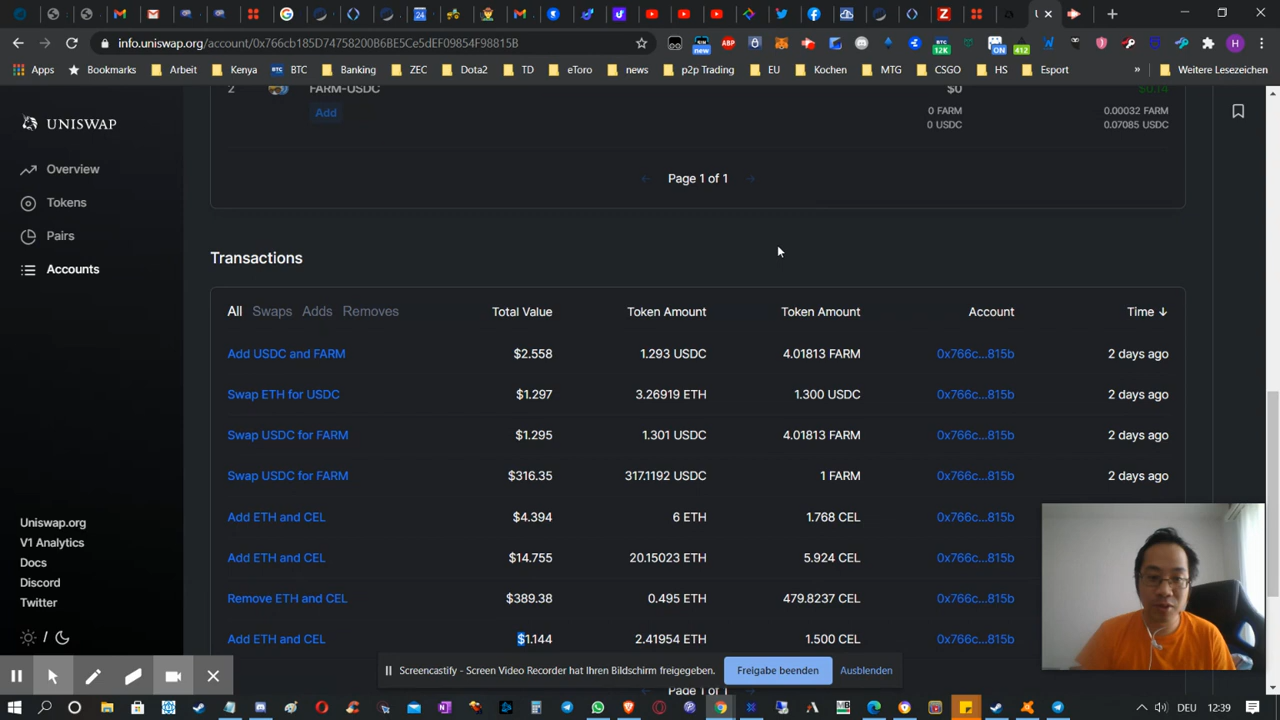 info.uniswap.org/account/0x766cb185D7475820B6BE5Ce5dEF09854F98815B
Apps
Bookmarks
Arbeit
Kenya
BTC
Banking
ZEC
Dota2
TD
eToro
news
p2p Trading
EU
Kochen
MTG
CSGO
HS
Esport
»
Weitere Lesezeichen
UNISWAP
Overview
Tokens
Pairs
Accounts
Uniswap.org
V1 Analytics
Docs
Discord
Twitter
/
2 FARM-USDC $0 $0.14
Add
0 FARM 0.00032 FARM
0 USDC 0.07085 USDC
← Page 1 of 1 →
Transactions
All Swaps Adds Removes Total Value Token Amount Token Amount Account Time ↓
Add USDC and FARM $2.558 1.293 USDC 4.01813 FARM 0x766c...815b 2 days ago
Swap ETH for USDC $1.297 3.26919 ETH 1.300 USDC 0x766c...815b 2 days ago
Swap USDC for FARM $1.295 1.301 USDC 4.01813 FARM 0x766c...815b 2 days ago
Swap USDC for FARM $316.35 317.1192 USDC 1 FARM 0x766c...815b 2 days ago
Add ETH and CEL $4.394 6 ETH 1.768 CEL 0x766c...815b
Add ETH and CEL $14.755 20.15023 ETH 5.924 CEL 0x766c...815b
Remove ETH and CEL $389.38 0.495 ETH 479.8237 CEL 0x766c...815b
Add ETH and CEL $1.144 2.41954 ETH 1.500 CEL 0x766c...815b
Screencastify - Screen Video Recorder hat Ihren Bildschirm freigegeben.
Freigabe beenden
Ausblenden
Page 1 of 1
DEU
12:39